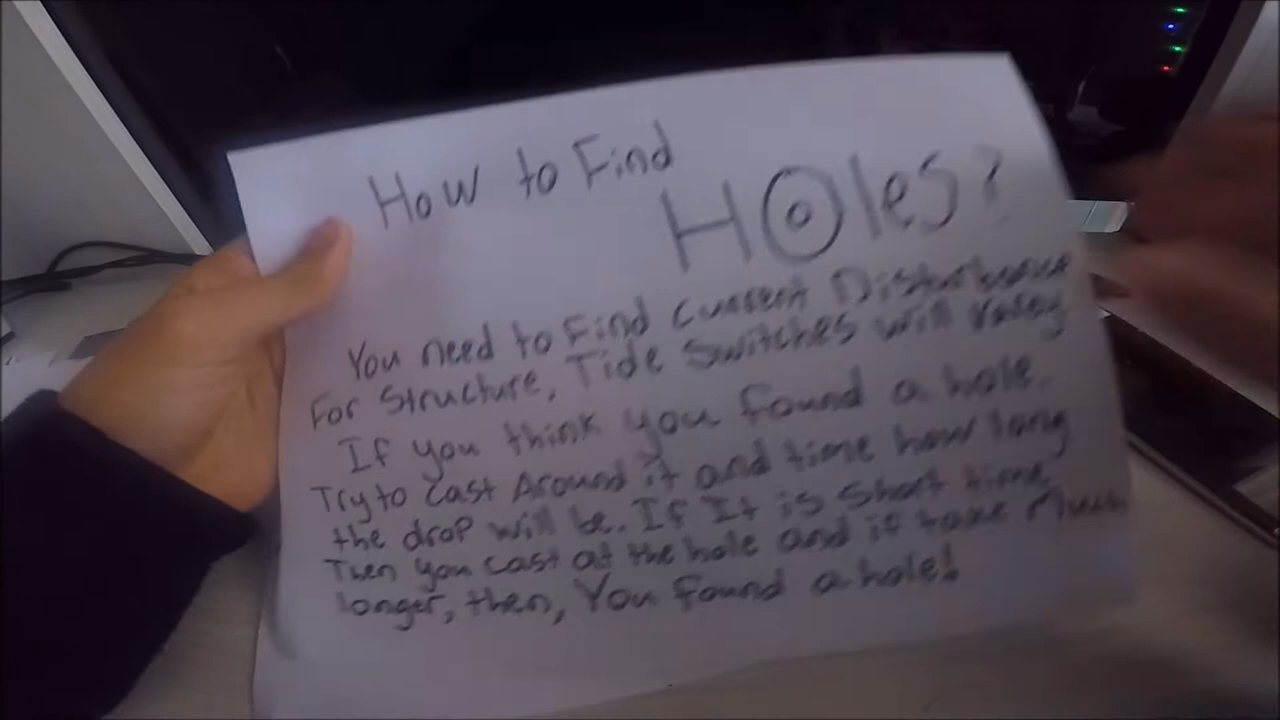 How to Find
Holes?
You need to Find current Disturbance
For Structure, Tide Switches will
If you think you found a hole.
Try to cast Around it and time how long
the drop will be. If It is Short time
Then you cast at the hole and it take Much
longer, then, You found a hole!